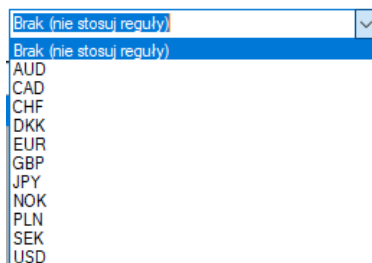 Brak (nie stosuj reguły)
Brak (nie stosuj reguły)
AUD
CAD
CHF
DKK
EUR
GBP
JPY
NOK
PLN
SEK
USD